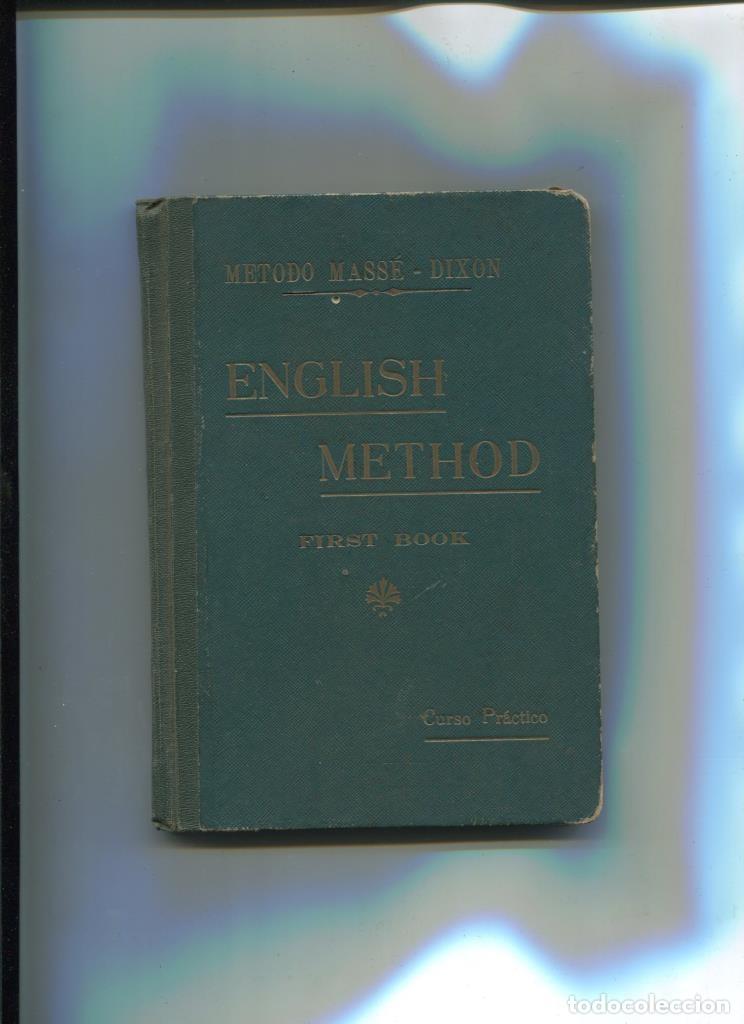 METODO MASSÉ - DIXON
ENGLISH
METHOD
FIRST BOOK
Curso Práctico
todocoleccion